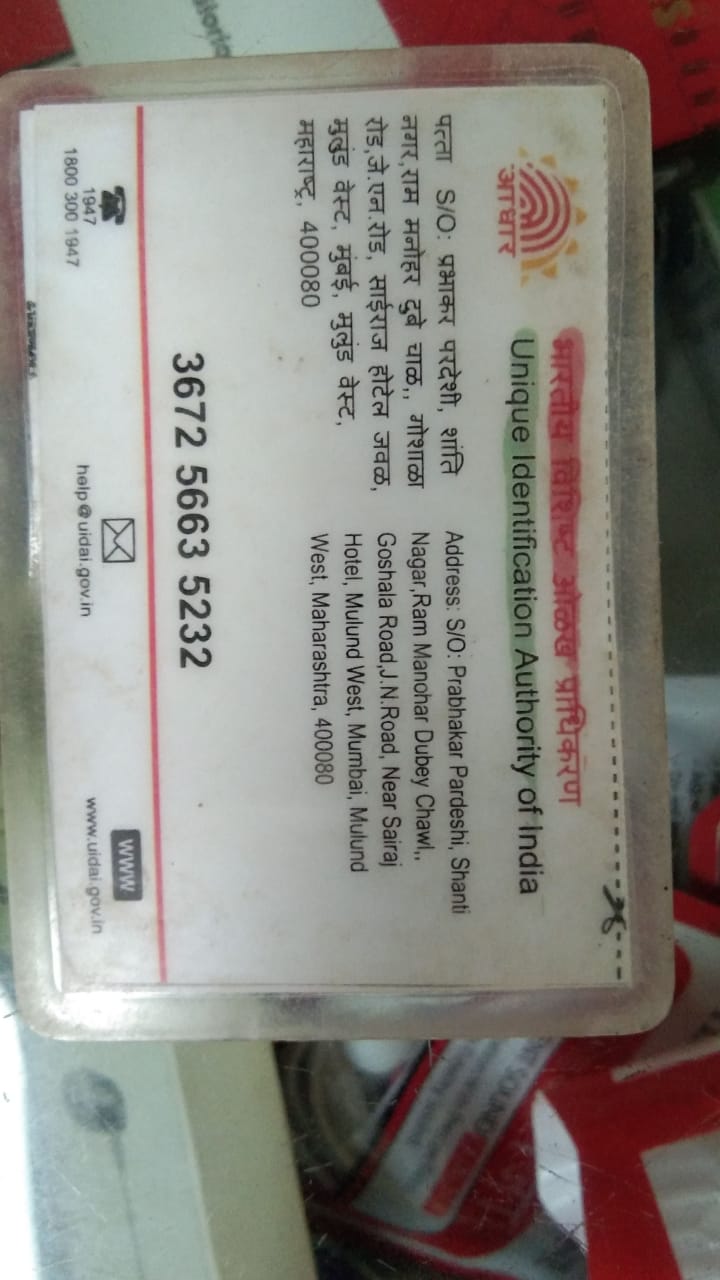 भारतीय विशिष्ट ओळख प्राधिकरण
Unique Identification Authority of India
आधार
पत्ता S/O: प्रभाकर परदेशी, शांति
नगर,राम मनोहर दुबे चाळ,, गोशाळा
रोड,जे.एन.रोड, साईराज होटेल जवळ,
मुलुंड वेस्ट, मुंबई, मुलुंड वेस्ट,
महाराष्ट्र, 400080
Address: S/O: Prabhakar Pardeshi, Shanti
Nagar,Ram Manohar Dubey Chawl,,
Goshala Road,J.N.Road, Near Sairaj
Hotel, Mulund West, Mumbai, Mulund
West, Maharashtra, 400080
3672 5663 5232
1947
1800 300 1947
help@uidai.gov.in
www
www.uidai.gov.in